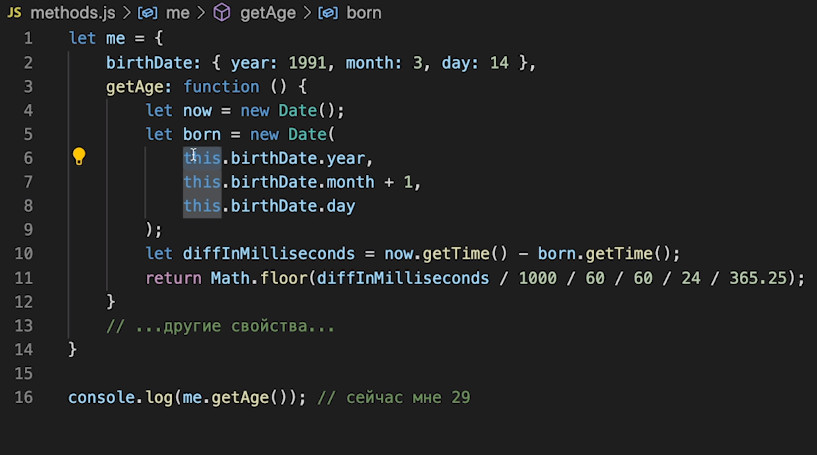 JS methods.js > me > getAge > born
1 let me = {
2 birthDate: { year: 1991, month: 3, day: 14 },
3 getAge: function () {
4 let now = new Date();
5 let born = new Date(
6 this.birthDate.year,
7 this.birthDate.month + 1,
8 this.birthDate.day
9 );
10 let diffInMilliseconds = now.getTime() - born.getTime();
11 return Math.floor(diffInMilliseconds / 1000 / 60 / 60 / 24 / 365.25);
12 }
13 // ...другие свойства...
14 }
15
16 console.log(me.getAge()); // сейчас мне 29